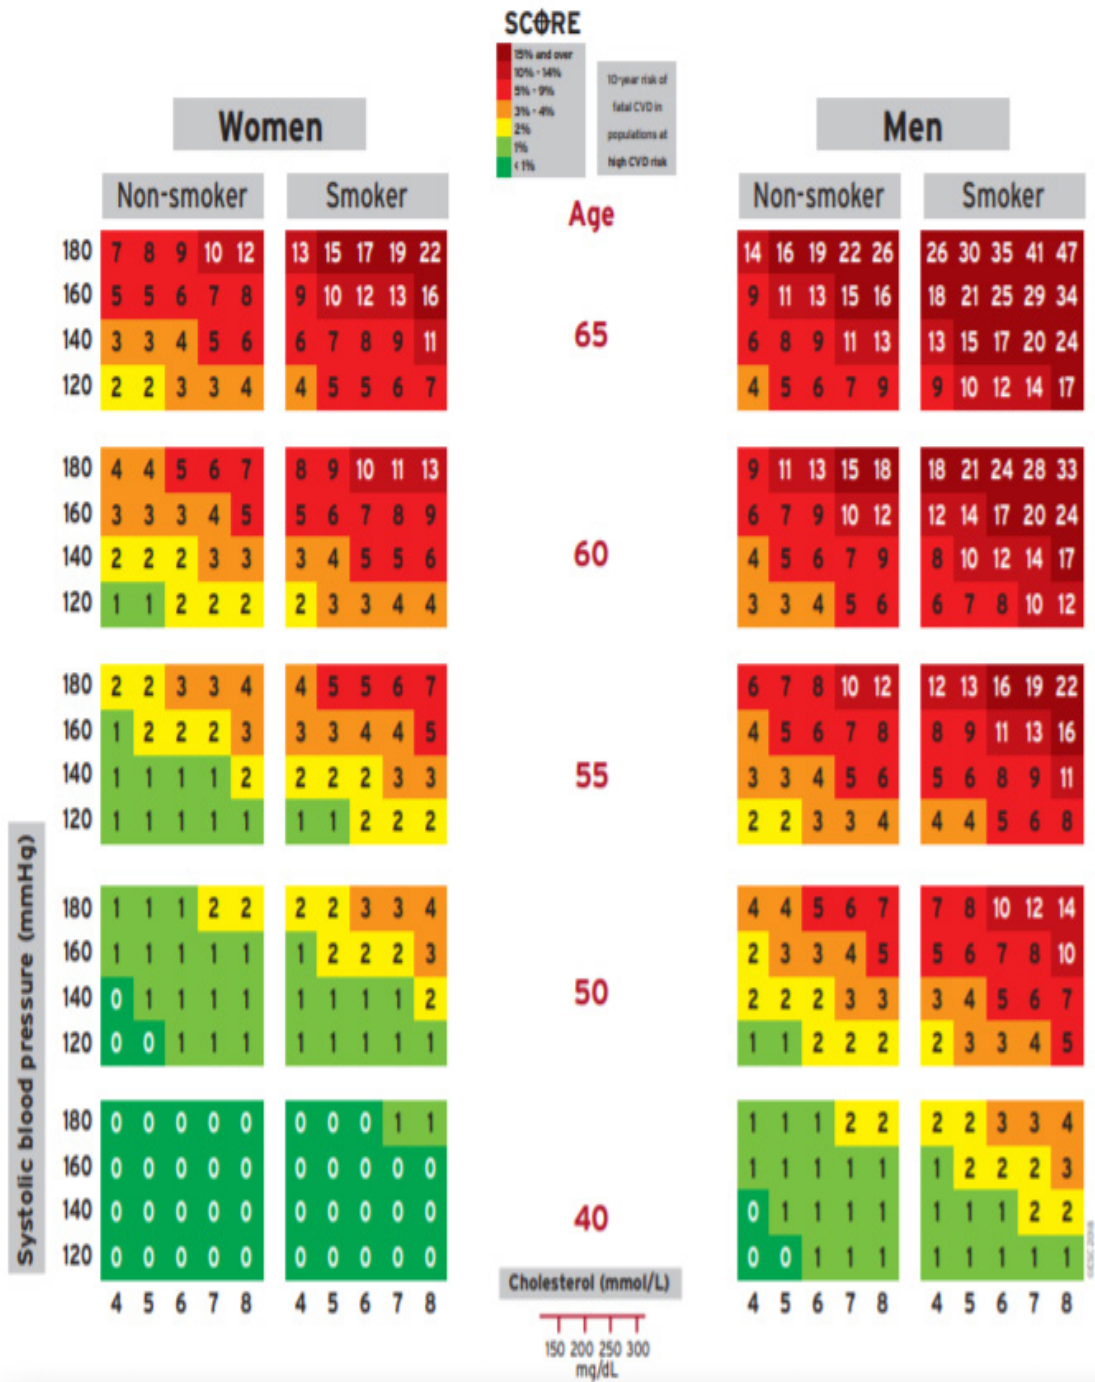 SCORE
15% and over
10% - 14%
5% - 9%
3% - 4%
2%
1%
< 1%
10-year risk of
fatal CVD in
populations at
high CVD risk
Women
Men
Non-smoker
Smoker
Age
Non-smoker
Smoker
180 7 8 9 10 12 13 15 17 19 22 14 16 19 22 26 26 30 35 41 47
160 5 5 6 7 8 9 10 12 13 16 9 11 13 15 16 18 21 25 29 34
65
140 3 3 4 5 6 6 7 8 9 11 6 8 9 11 13 13 15 17 20 24
120 2 2 3 3 4 4 5 5 6 7 4 5 6 7 9 9 10 12 14 17
180 4 4 5 6 7 8 9 10 11 13 9 11 13 15 18 18 21 24 28 33
160 3 3 3 4 5 5 6 7 8 9 6 7 9 10 12 12 14 17 20 24
60
140 2 2 2 3 3 3 4 5 5 6 4 5 6 7 9 8 10 12 14 17
120 1 1 2 2 2 2 3 3 4 4 3 3 4 5 6 6 7 8 10 12
180 2 2 3 3 4 4 5 5 6 7 6 7 8 10 12 12 13 16 19 22
160 1 2 2 2 3 3 3 4 4 5 4 5 6 7 8 8 9 11 13 16
55
140 1 1 1 1 2 2 2 2 3 3 3 3 4 5 6 5 6 8 9 11
120 1 1 1 1 1 1 1 2 2 2 2 2 3 3 4 4 4 5 6 8
180 1 1 1 2 2 2 2 3 3 4 4 4 5 6 7 7 8 10 12 14
160 1 1 1 1 1 1 2 2 2 3 2 3 3 4 5 5 6 7 8 10
50
140 0 1 1 1 1 1 1 1 1 2 2 2 2 3 3 3 4 5 6 7
120 0 0 1 1 1 1 1 1 1 1 1 1 2 2 2 2 3 3 4 5
180 0 0 0 0 0 0 0 0 1 1 1 1 1 2 2 2 2 3 3 4
160 0 0 0 0 0 0 0 0 0 0 1 1 1 1 1 1 2 2 2 3
40
140 0 0 0 0 0 0 0 0 0 0 0 1 1 1 1 1 1 1 2 2
120 0 0 0 0 0 0 0 0 0 0 0 0 1 1 1 1 1 1 1 1
4 5 6 7 8 4 5 6 7 8 4 5 6 7 8 4 5 6 7 8
Systolic blood pressure (mmHg)
Cholesterol (mmol/L)
150 200 250 300
mg/dL